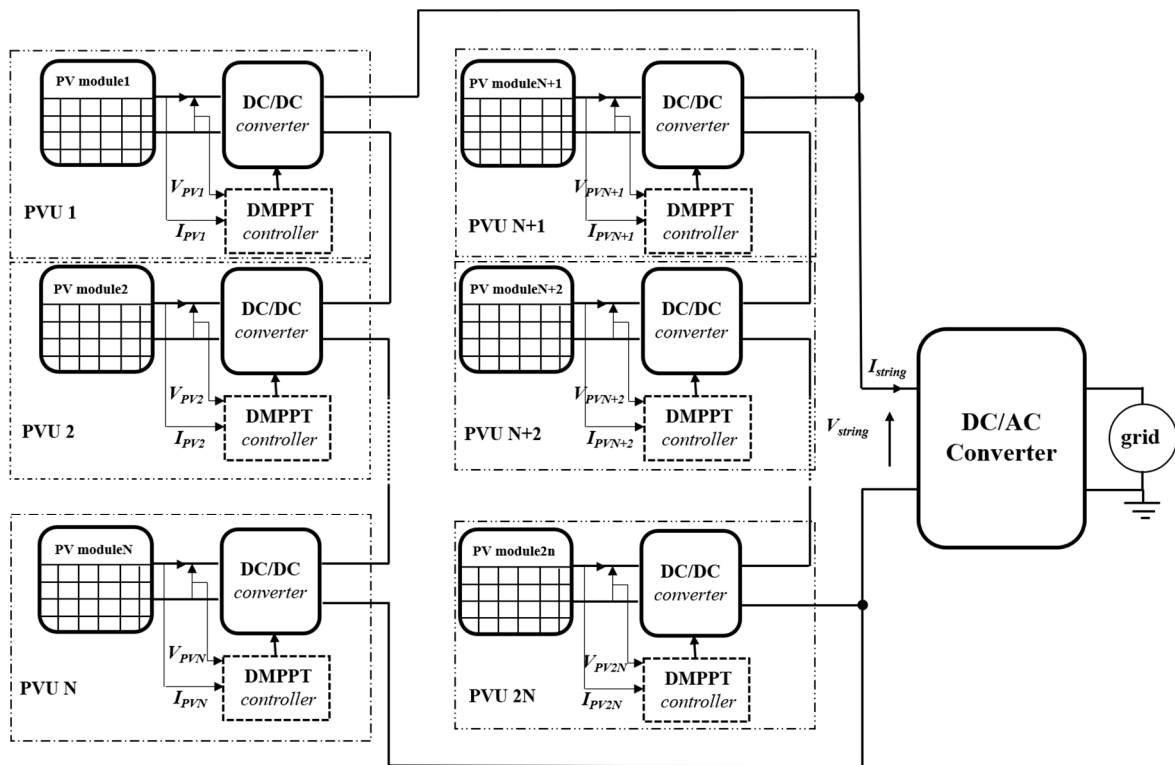 PV module1
DC/DC
converter
V_PV1
I_PV1
DMPPT
controller
PVU 1
PV module2
DC/DC
converter
V_PV2
I_PV2
DMPPT
controller
PVU 2
PV moduleN
DC/DC
converter
V_PVN
I_PVN
DMPPT
controller
PVU N
PV moduleN+1
DC/DC
converter
V_PVN+1
I_PVN+1
DMPPT
controller
PVU N+1
PV moduleN+2
DC/DC
converter
V_PVN+2
I_PVN+2
DMPPT
controller
PVU N+2
PV module2n
DC/DC
converter
V_PV2N
I_PV2N
DMPPT
controller
PVU 2N
I_string
V_string
DC/AC
Converter
grid